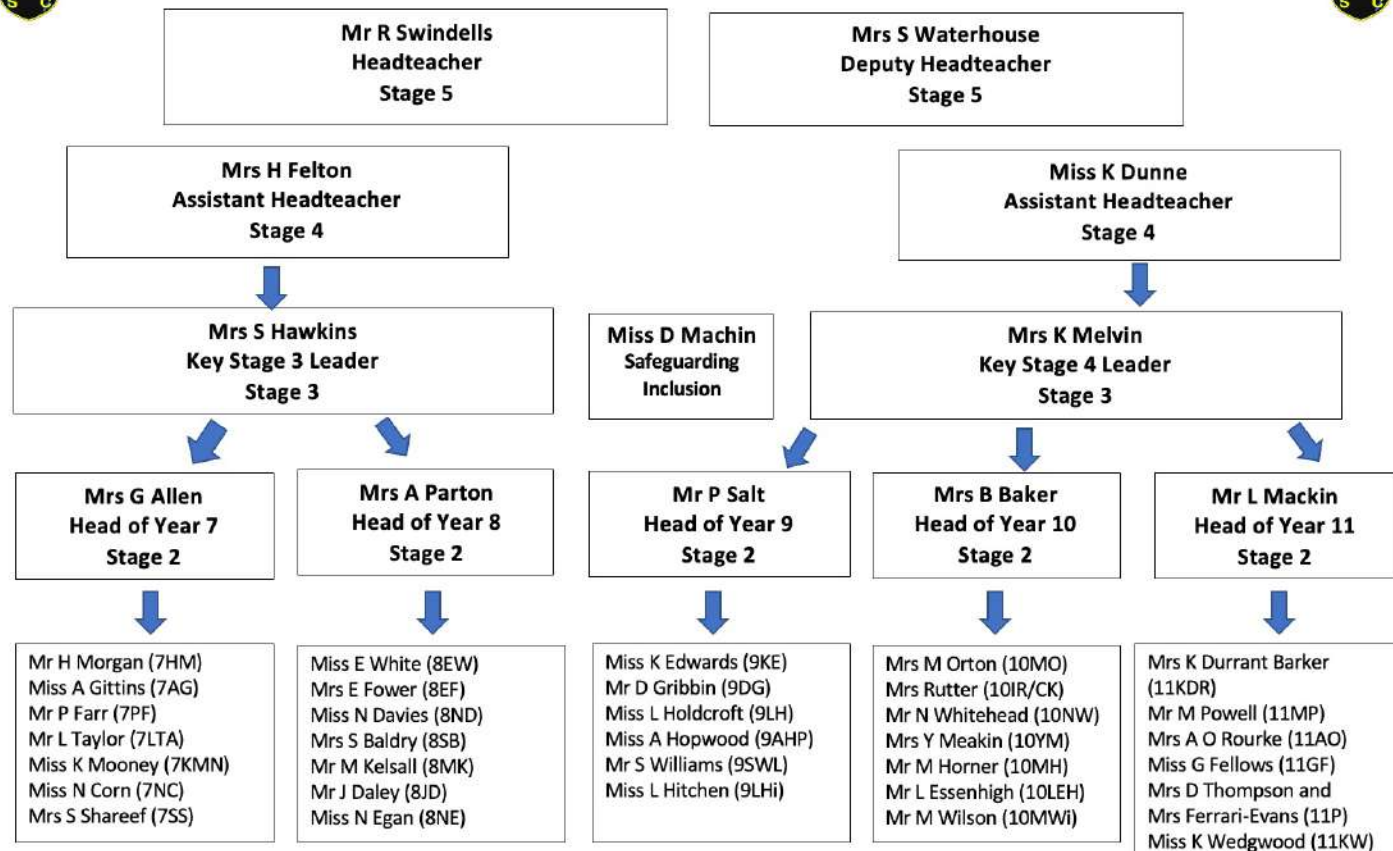 S C
S C
Mr R Swindells
Headteacher
Stage 5
Mrs S Waterhouse
Deputy Headteacher
Stage 5
Mrs H Felton
Assistant Headteacher
Stage 4
Miss K Dunne
Assistant Headteacher
Stage 4
Mrs S Hawkins
Key Stage 3 Leader
Stage 3
Miss D Machin
Safeguarding
Inclusion
Mrs K Melvin
Key Stage 4 Leader
Stage 3
Mrs G Allen
Head of Year 7
Stage 2
Mrs A Parton
Head of Year 8
Stage 2
Mr P Salt
Head of Year 9
Stage 2
Mrs B Baker
Head of Year 10
Stage 2
Mr L Mackin
Head of Year 11
Stage 2
Mr H Morgan (7HM)
Miss A Gittins (7AG)
Mr P Farr (7PF)
Mr L Taylor (7LTA)
Miss K Mooney (7KMN)
Miss N Corn (7NC)
Mrs S Shareef (7SS)
Miss E White (8EW)
Mrs E Fower (8EF)
Miss N Davies (8ND)
Mrs S Baldry (8SB)
Mr M Kelsall (8MK)
Mr J Daley (8JD)
Miss N Egan (8NE)
Miss K Edwards (9KE)
Mr D Gribbin (9DG)
Miss L Holdcroft (9LH)
Miss A Hopwood (9AHP)
Mr S Williams (9SWL)
Miss L Hitchen (9LHi)
Mrs M Orton (10MO)
Mrs Rutter (10IR/CK)
Mr N Whitehead (10NW)
Mrs Y Meakin (10YM)
Mr M Horner (10MH)
Mr L Essenhigh (10LEH)
Mr M Wilson (10MWi)
Mrs K Durrant Barker
(11KDR)
Mr M Powell (11MP)
Mrs A O Rourke (11AO)
Miss G Fellows (11GF)
Mrs D Thompson and
Mrs Ferrari-Evans (11P)
Miss K Wedgwood (11KW)